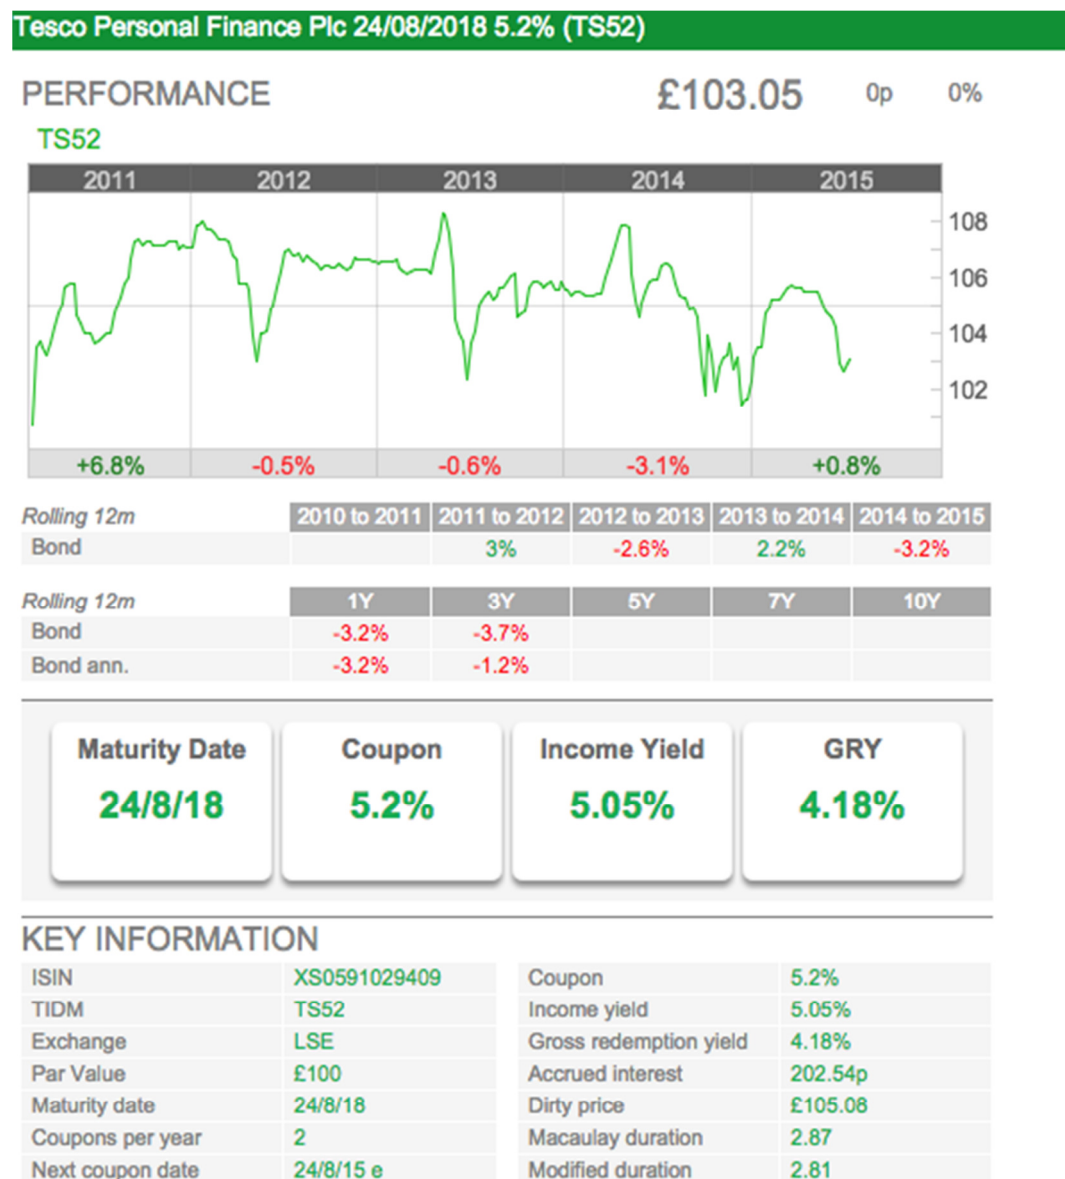 Tesco Personal Finance Plc 24/08/2018 5.2% (TS52)
PERFORMANCE £103.05 0p 0%
TS52
2011 2012 2013 2014 2015
108
106
104
102
+6.8% -0.5% -0.6% -3.1% +0.8%
Rolling 12m 2010 to 2011 2011 to 2012 2012 to 2013 2013 to 2014 2014 to 2015
Bond 3% -2.6% 2.2% -3.2%
Rolling 12m 1Y 3Y 5Y 7Y 10Y
Bond -3.2% -3.7%
Bond ann. -3.2% -1.2%
Maturity Date Coupon Income Yield GRY
24/8/18 5.2% 5.05% 4.18%
KEY INFORMATION
ISIN XS0591029409 Coupon 5.2%
TIDM TS52 Income yield 5.05%
Exchange LSE Gross redemption yield 4.18%
Par Value £100 Accrued interest 202.54p
Maturity date 24/8/18 Dirty price £105.08
Coupons per year 2 Macaulay duration 2.87
Next coupon date 24/8/15 e Modified duration 2.81